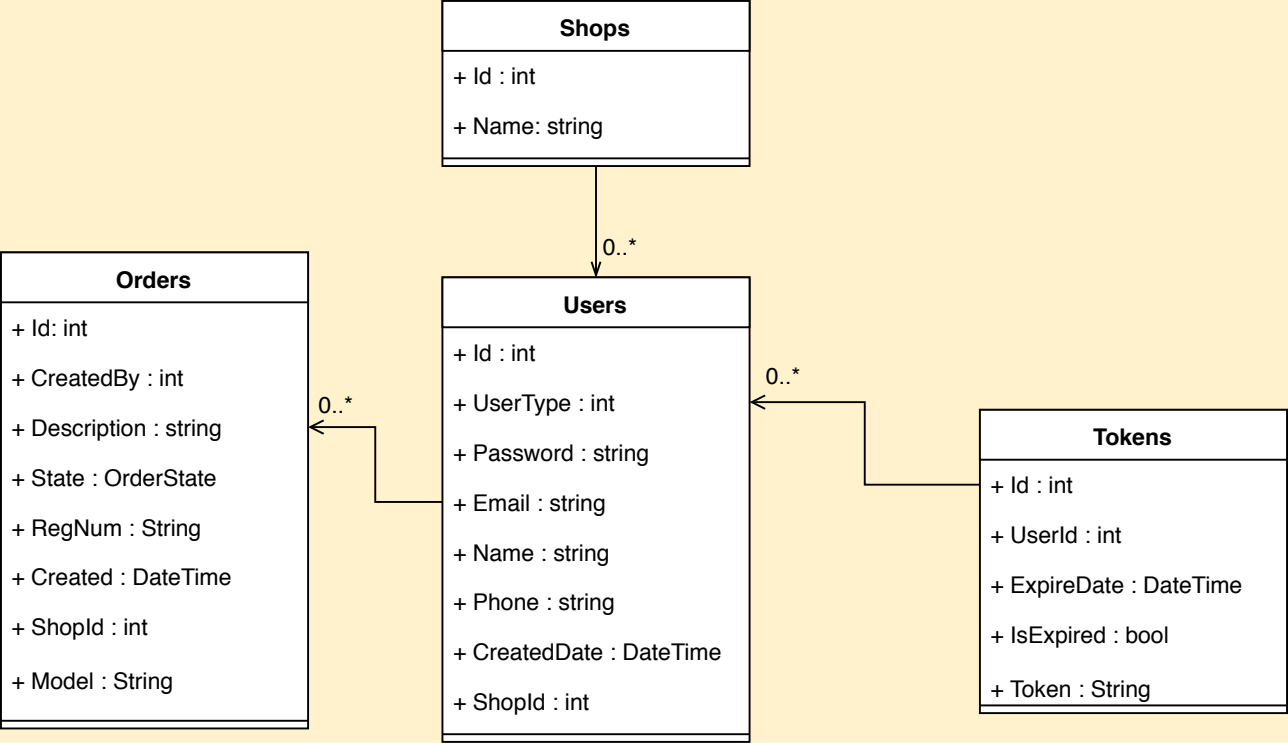 Shops
+ Id : int
+ Name: string
0..*
Orders
+ Id: int
+ CreatedBy : int
+ Description : string
+ State : OrderState
+ RegNum : String
+ Created : DateTime
+ ShopId : int
+ Model : String
0..*
Users
+ Id : int
+ UserType : int
+ Password : string
+ Email : string
+ Name : string
+ Phone : string
+ CreatedDate : DateTime
+ ShopId : int
0..*
Tokens
+ Id : int
+ UserId : int
+ ExpireDate : DateTime
+ IsExpired : bool
+ Token : String